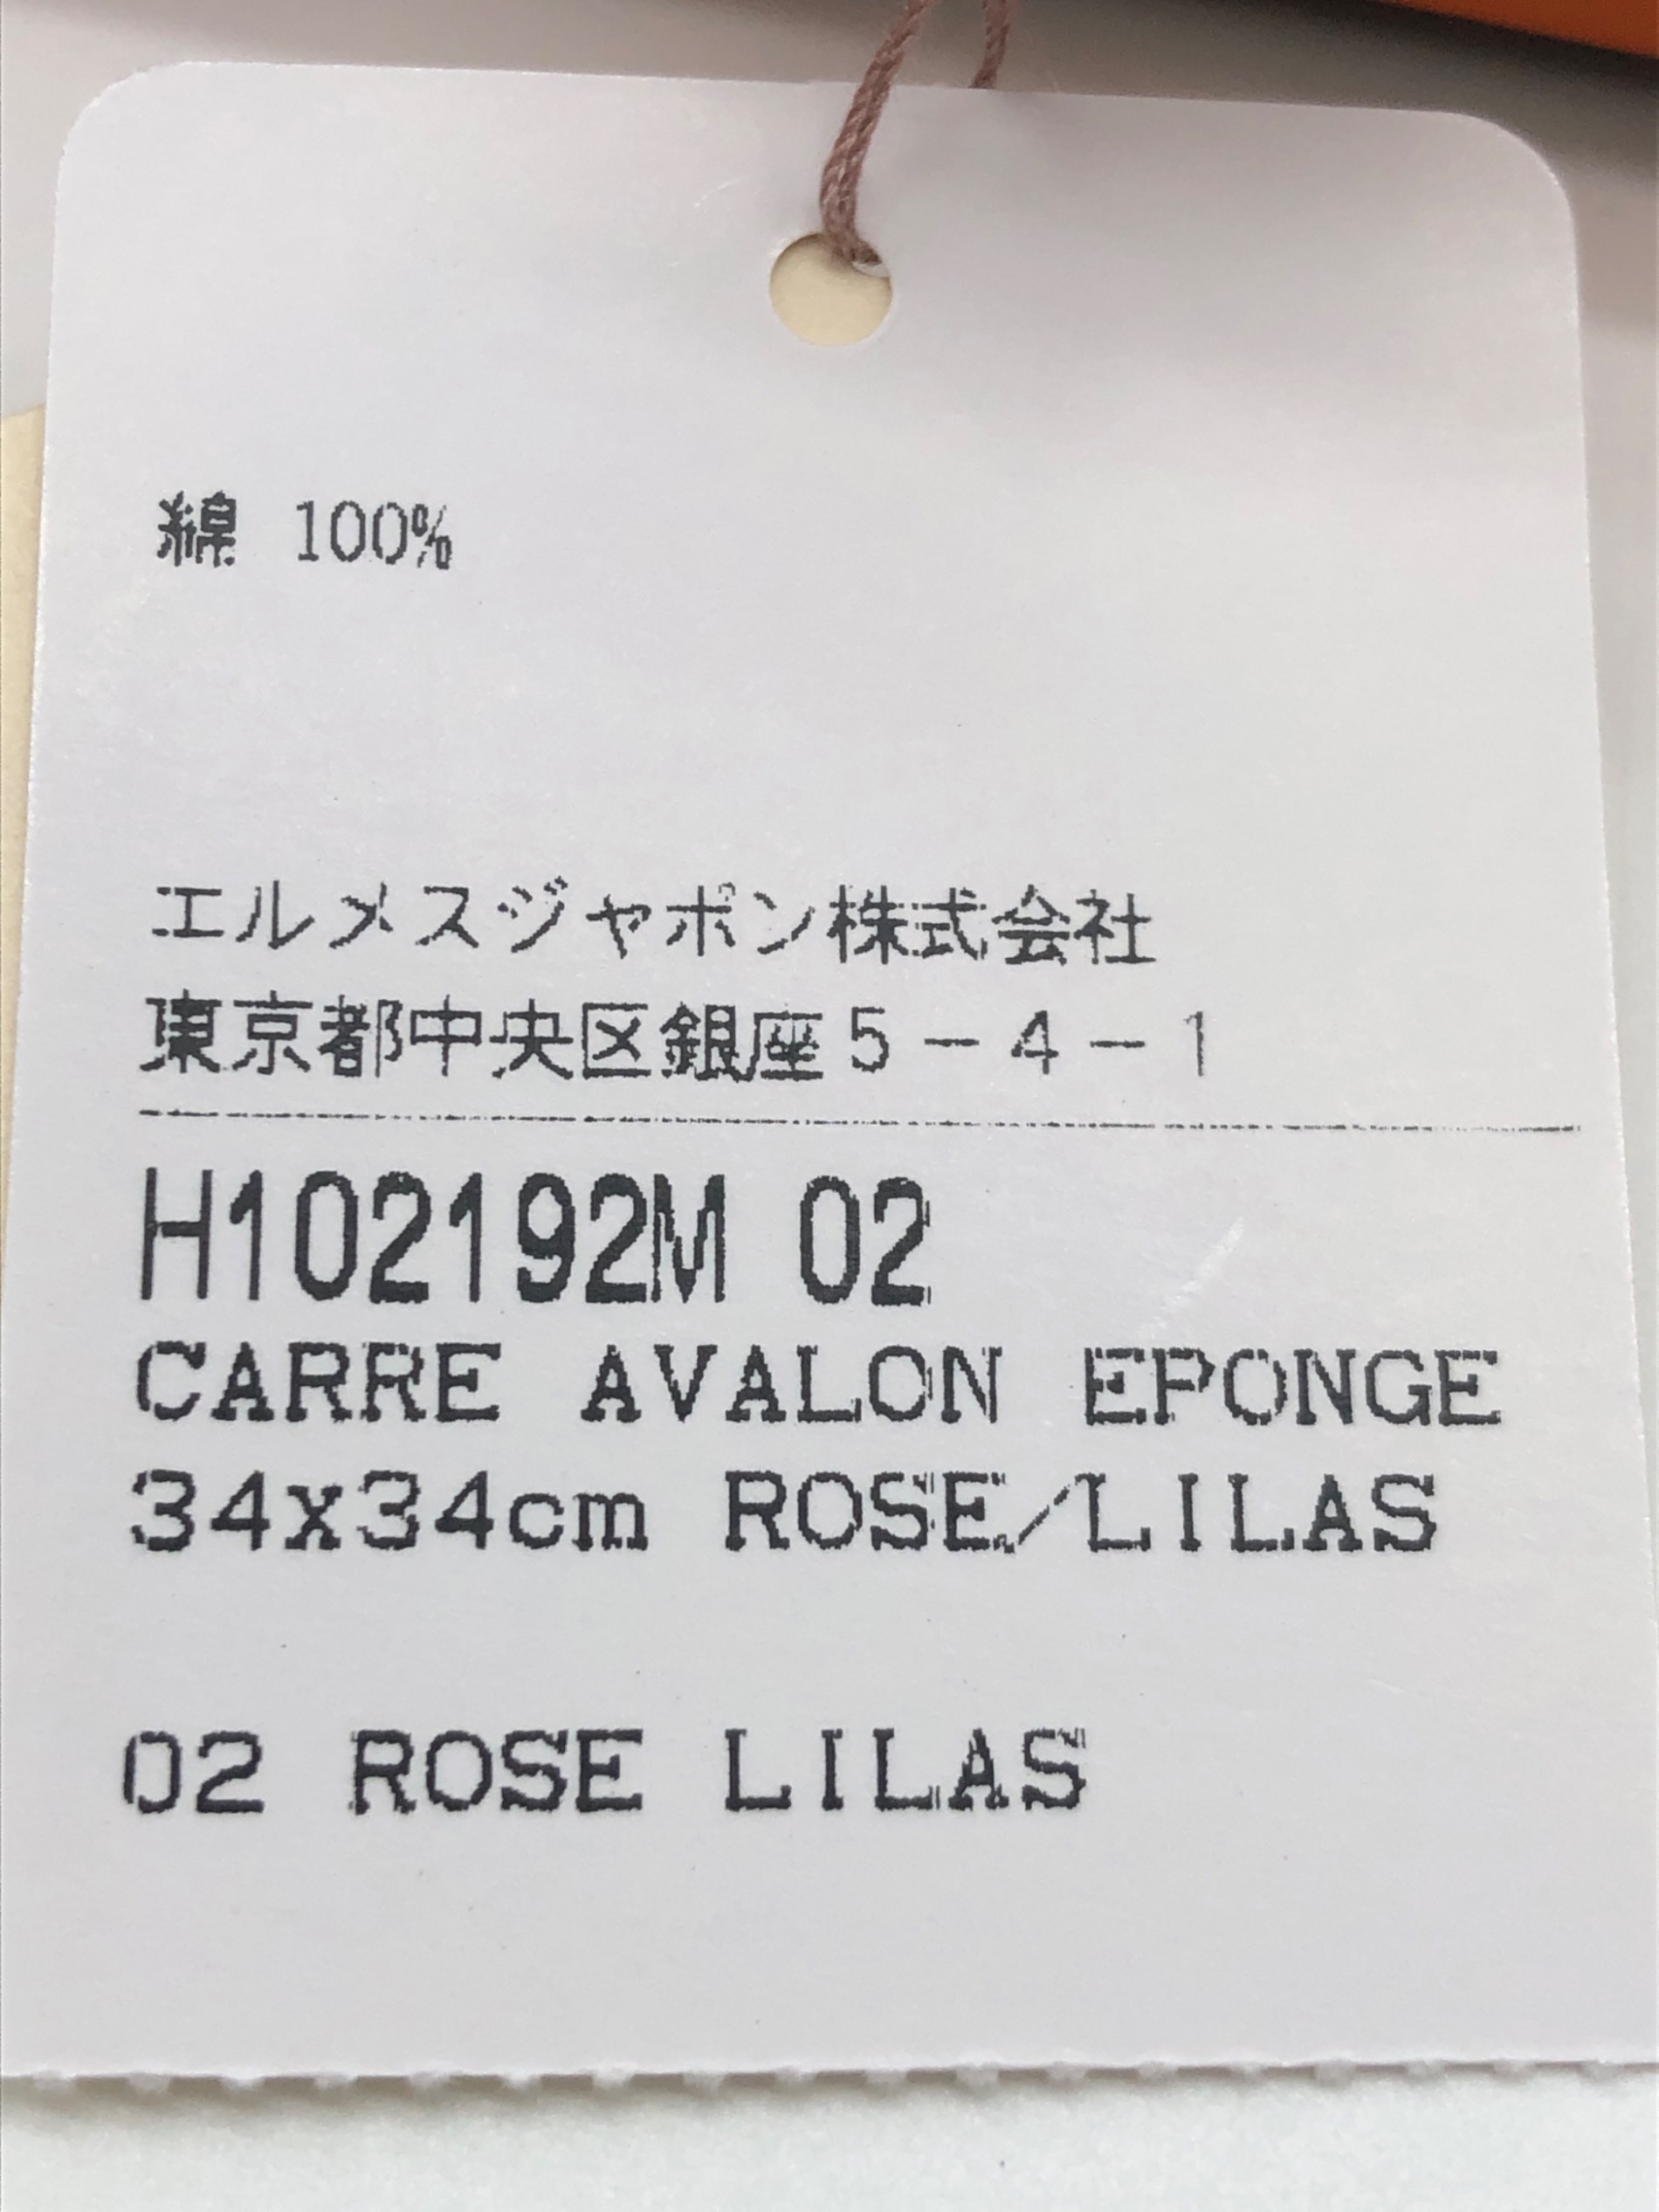 綿 100%
エルメスジャポン株式会社
東京都中央区銀座5-4-1
H102192M 02
CARRE AVALON EPONGE
34x34cm ROSE/LILAS
02 ROSE LILAS